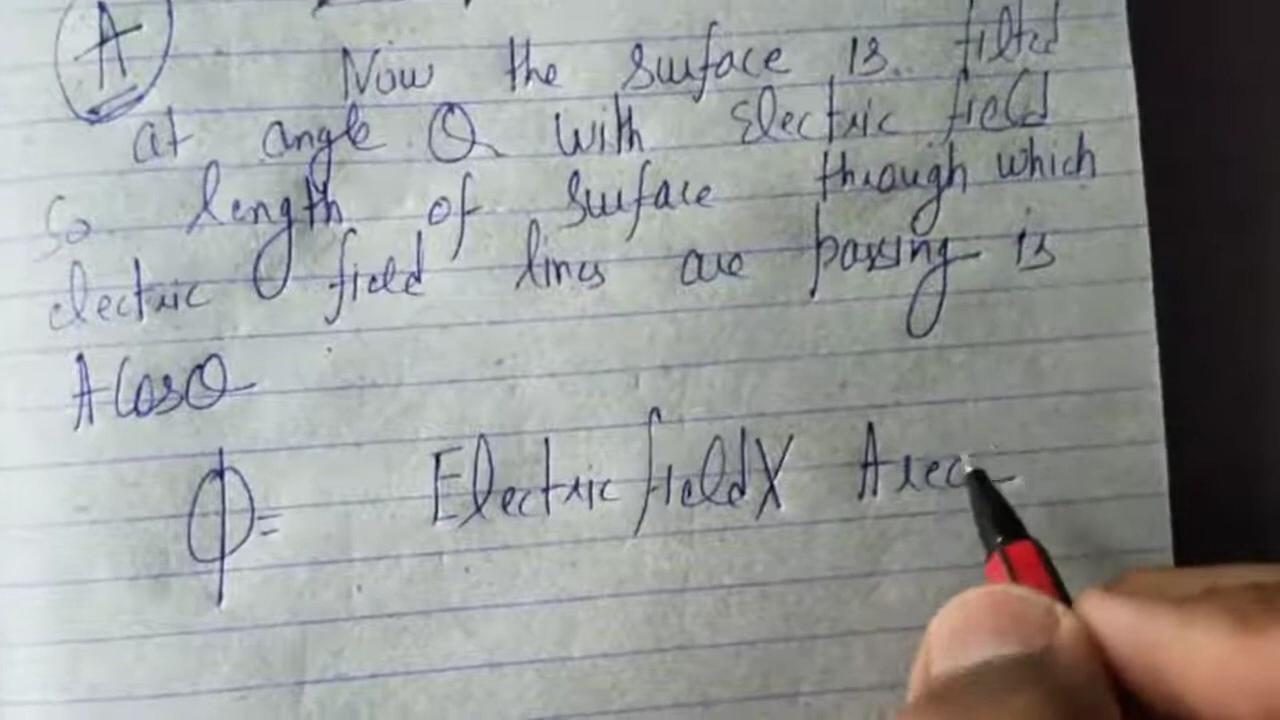 A
Now the surface is tilted
at angle θ with Electric field
So length of surface through which
electric field lines are passing is
A Cosθ
Φ= Electric field X Area